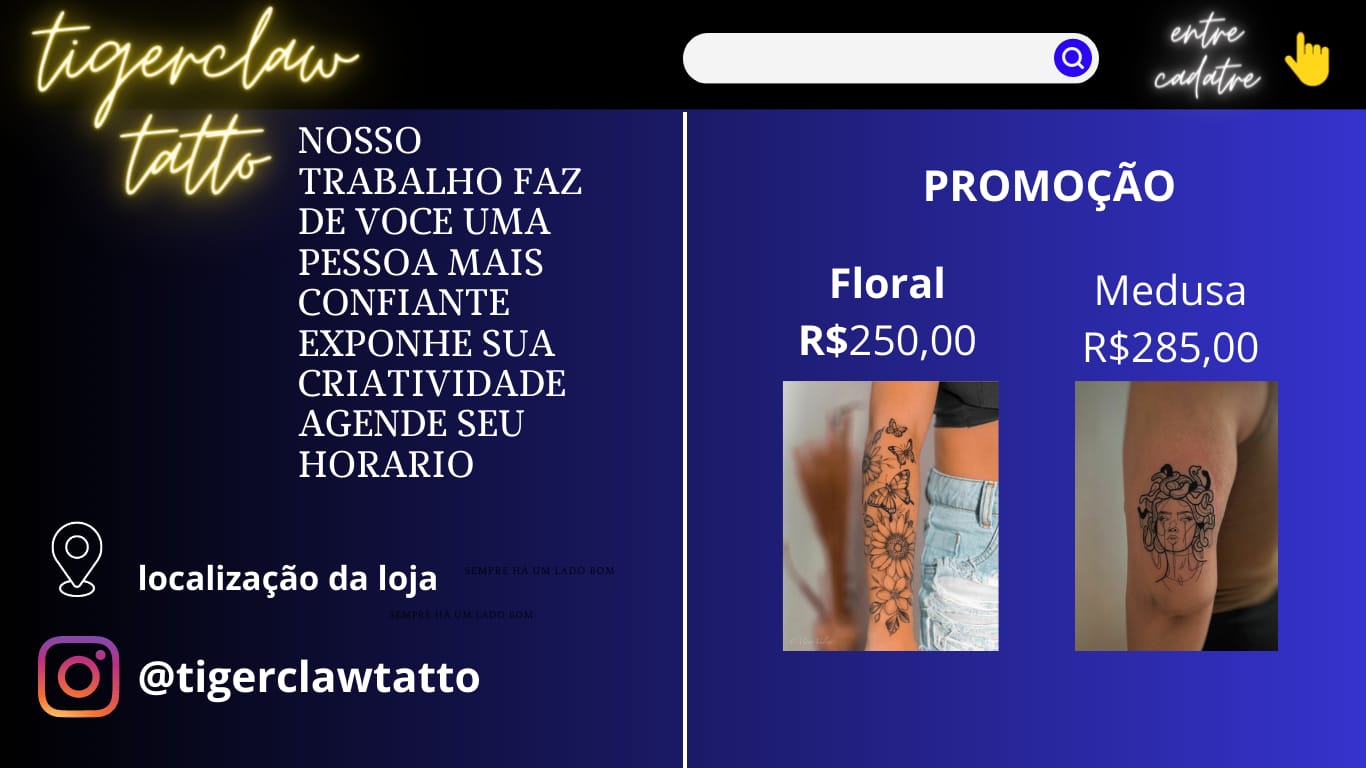 tigerclaw
tatto
entre
cadatre
NOSSO
TRABALHO FAZ
DE VOCE UMA
PESSOA MAIS
CONFIANTE
EXPONHE SUA
CRIATIVIDADE
AGENDE SEU
HORARIO
localização da loja
SEMPRE HÁ UM LADO BOM
SEMPRE HÁ UM LADO BOM
@tigerclawtatto
PROMOÇÃO
Floral
R$250,00
Medusa
R$285,00